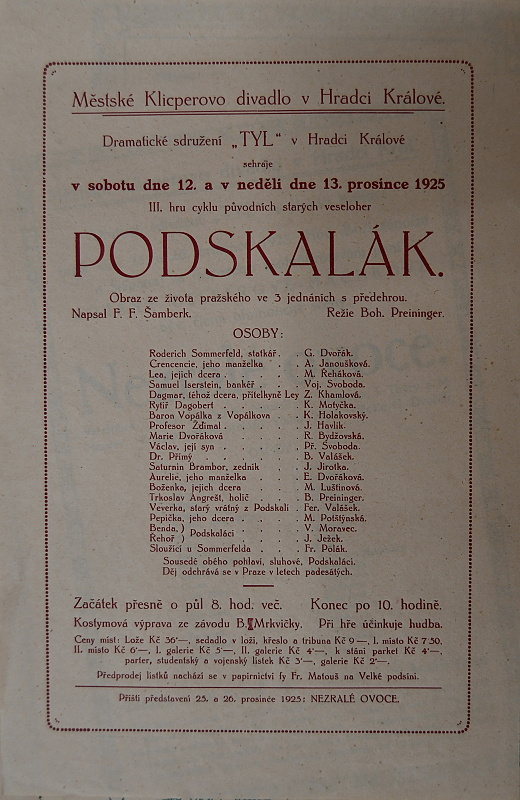 Městské Klicperovo divadlo v Hradci Králové.
Dramatické sdružení „TYL“ v Hradci Králové
sehraje
v sobotu dne 12. a v neděli dne 13. prosince 1925
III. hru cyklu původních starých veseloher
PODSKALÁK.
Obraz ze života pražského ve 3 jednáních s předehrou.
Napsal F. F. Šamberk. Režie Boh. Preininger.
OSOBY:
Roderich Sommerfeld, statkář . . G. Dvořák.
Crencencie, jeho manželka . . . A. Janoušková.
Lea, jejich dcera . . . . . . M. Řeháková.
Samuel Iserstein, bankéř . . . Voj. Svoboda.
Dagmar, téhož dcera, přítelkyně Ley Z. Khamlová.
Rytíř Dagobert . . . . . K. Motyčka.
Baron Vopálka z Vopálkova . . K. Holakovský.
Profesor Ždímal . . . . . . J. Havlík.
Marie Dvořáková . . . . . R. Bydžovská.
Václav, její syn . . . . . . Př. Svoboda.
Dr. Přímý . . . . . . . B. Valášek.
Saturnin Brambor, zedník . . . J. Jirotka.
Aurelie, jeho manželka . . . E. Dvořáková.
Boženka, jejich dcera . . . . M. Luštinová.
Trkoslav Angrešt, holič . . . . B. Preininger.
Veverka, starý vrátný z Podskalí . Fer. Valášek.
Pepička, jeho dcera . . . . . M. Potštýnská.
Benda, ) Podskaláci . . . . V. Moravec.
Řehoř ) J. Ježek.
Sloužící u Sommerfelda . . . Fr. Polák.
Sousedé obého pohlaví, sluhové, Podskaláci.
Děj odehrává se v Praze v letech padesátých.
Začátek přesně o půl 8. hod. več. Konec po 10. hodině.
Kostymová výprava ze závodu B. Mrkvičky. Při hře účinkuje hudba.
Ceny míst: Lože Kč 36'—, sedadlo v loži, křeslo a tribuna Kč 9—, I. místo Kč 7'50,
II. místo Kč 6'—, I. galerie Kč 5'—, II. galerie Kč 4'—, k stání parket Kč 4'—,
parter, studentský a vojenský lístek Kč 3'—, galerie Kč 2'—.
Předprodej lístků nachází se v papírnictví fy Fr. Matouš na Velké podsíni.
Příští představení 25. a 26. prosince 1925: NEZRALÉ OVOCE.